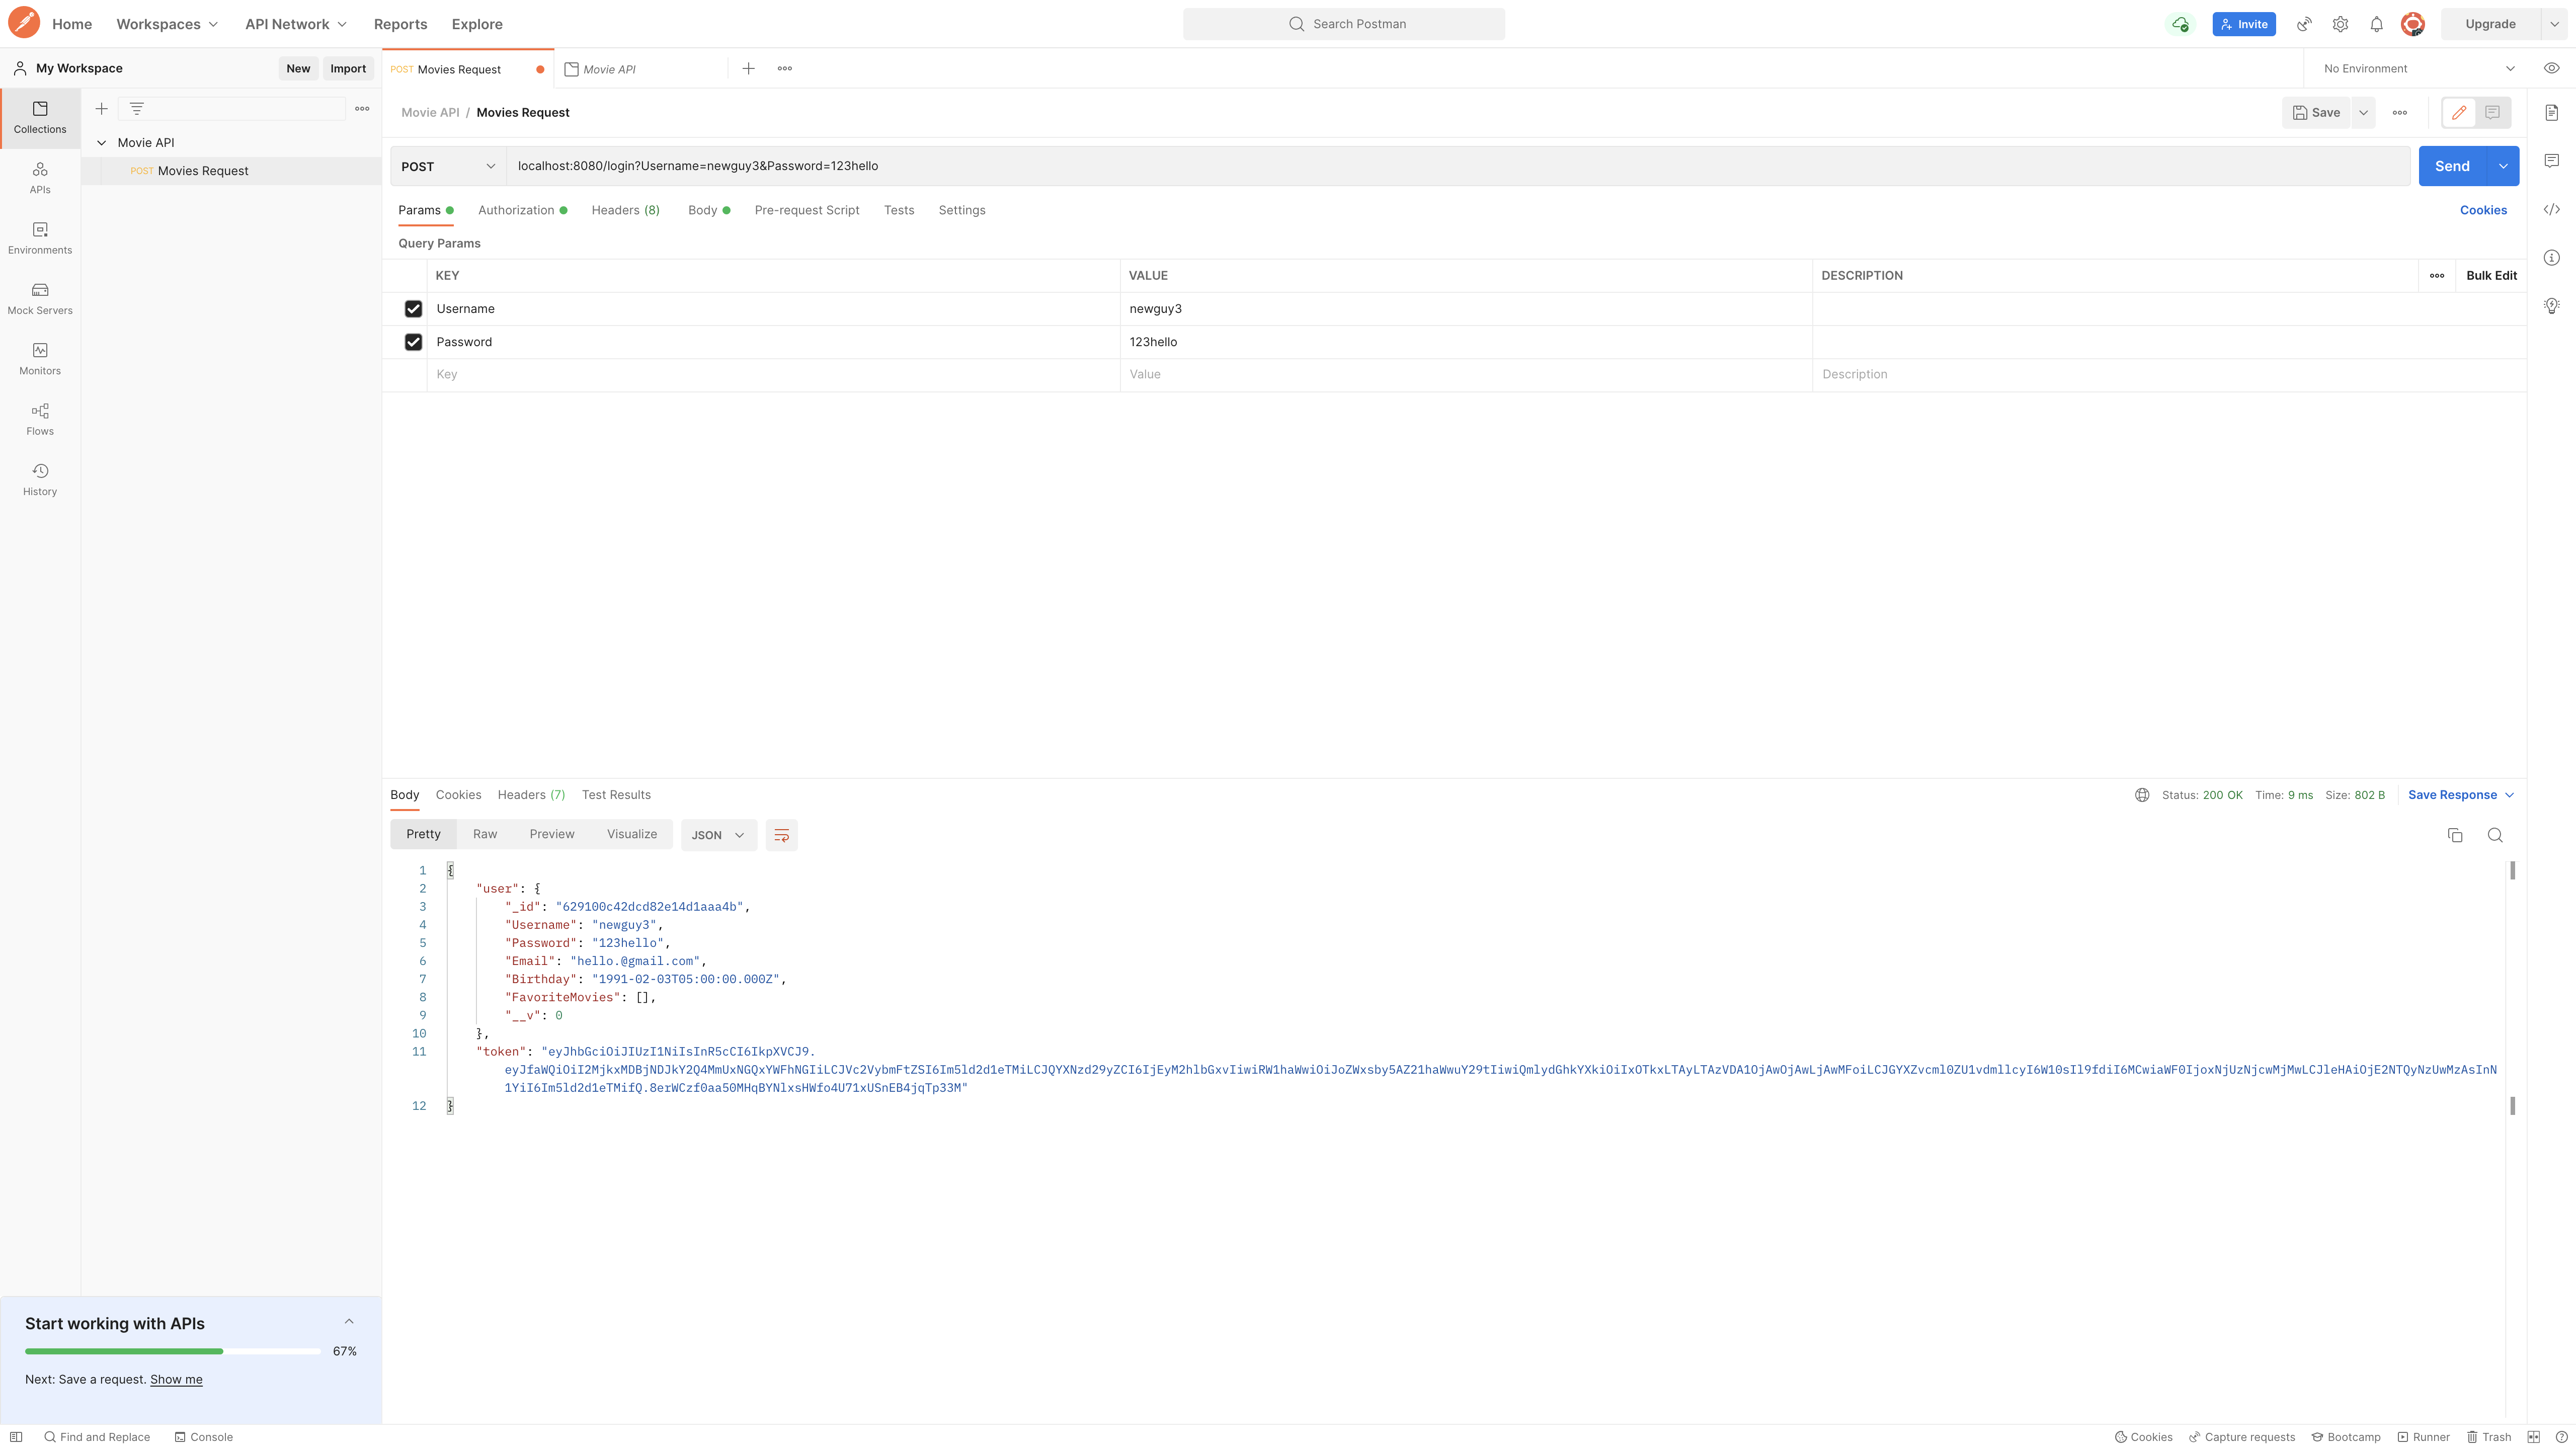 Home
Workspaces
API Network
Reports
Explore
Search Postman
Invite
Upgrade
My Workspace
New
Import
POST Movies Request
Movie API
No Environment
Collections
APIs
Environments
Mock Servers
Monitors
Flows
History
Movie API
POST Movies Request
Movie API / Movies Request
Save
POST
localhost:8080/login?Username=newguy3&Password=123hello
Send
Params
Authorization
Headers (8)
Body
Pre-request Script
Tests
Settings
Cookies
Query Params
KEY VALUE DESCRIPTION
Bulk Edit
Username newguy3
Password 123hello
Key Value Description
Body
Cookies
Headers (7)
Test Results
Status: 200 OK
Time: 9 ms
Size: 802 B
Save Response
Pretty
Raw
Preview
Visualize
JSON
1 {
2 "user": {
3 "_id": "629100c42dcd82e14d1aaa4b",
4 "Username": "newguy3",
5 "Password": "123hello",
6 "Email": "hello.@gmail.com",
7 "Birthday": "1991-02-03T05:00:00.000Z",
8 "FavoriteMovies": [],
9 "__v": 0
10 },
11 "token": "eyJhbGciOiJIUzI1NiIsInR5cCI6IkpXVCJ9.
12 }
Start working with APIs
67%
Next: Save a request. Show me
Find and Replace
Console
Cookies
Capture requests
Bootcamp
Runner
Trash